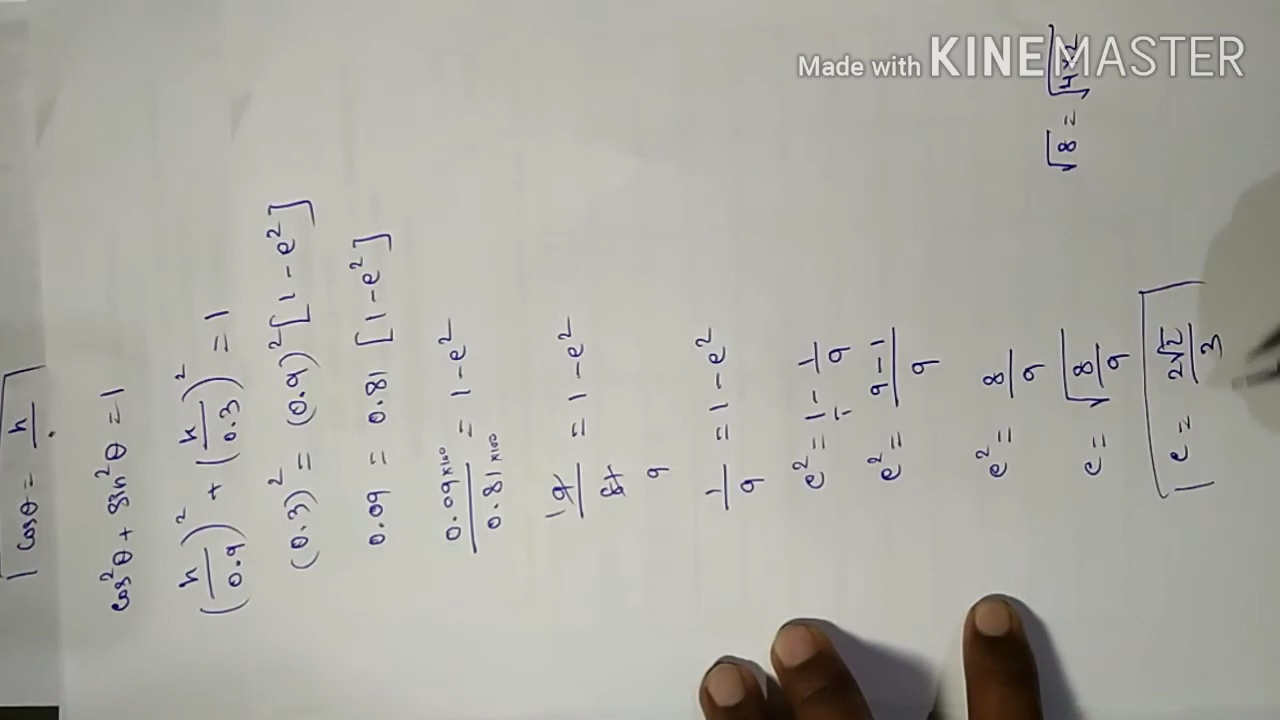 cosθ = h/
cos²θ + sin²θ = 1
(h/0.9)² + (k/0.3)² = 1
(0.3)² = (0.9)² [1 - e²]
0.09 = 0.81 [1 - e²]
0.09×100/0.81×100 = 1 - e²
9/81 = 1 - e²
1/9 = 1 - e²
e² = 1/1 - 1/9
e² = 9 - 1/9
e² = 8/9
e = √8/9
e = 2√2/3
√8 = √4×2
Made with KINEMASTER